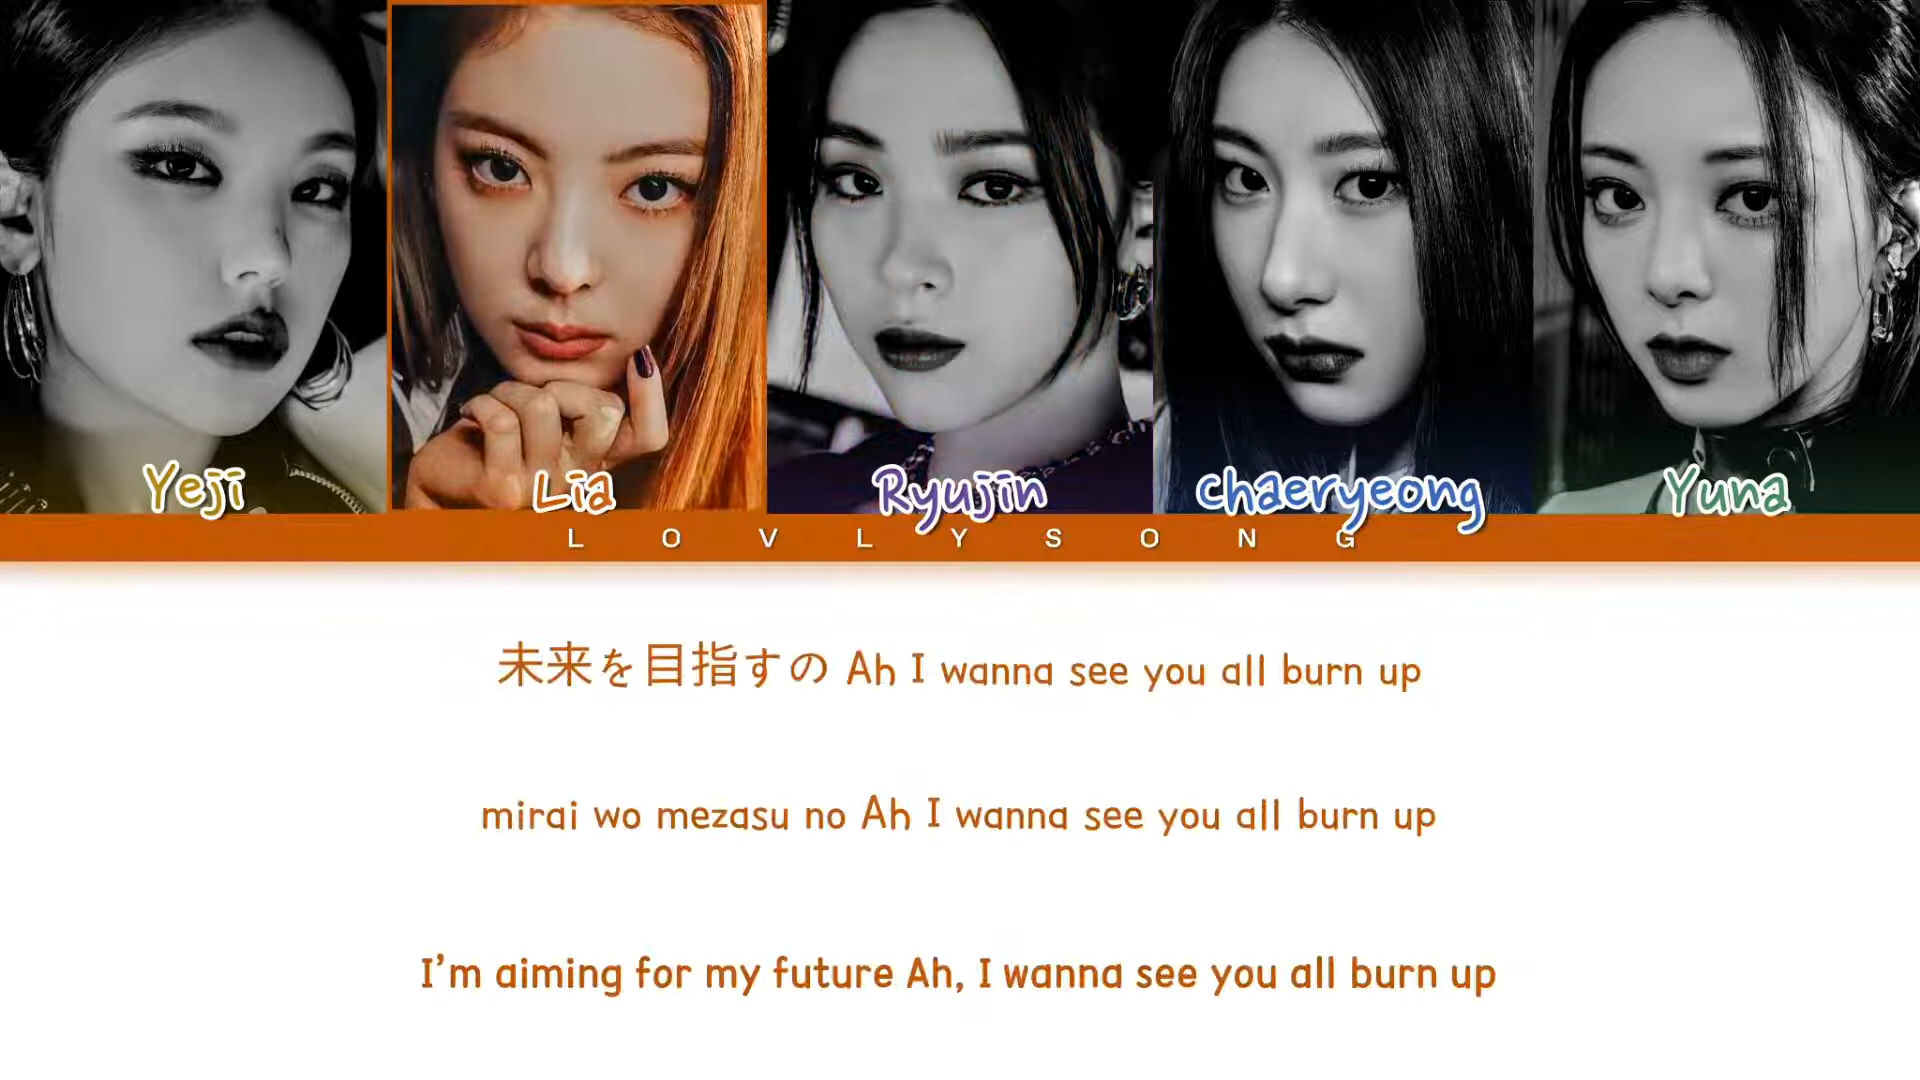 Yeji Lia Ryujin chaeryeong Yuna
LOVLYSONG
未来を目指すの Ah I wanna see you all burn up
mirai wo mezasu no Ah I wanna see you all burn up
I'm aiming for my future Ah, I wanna see you all burn up